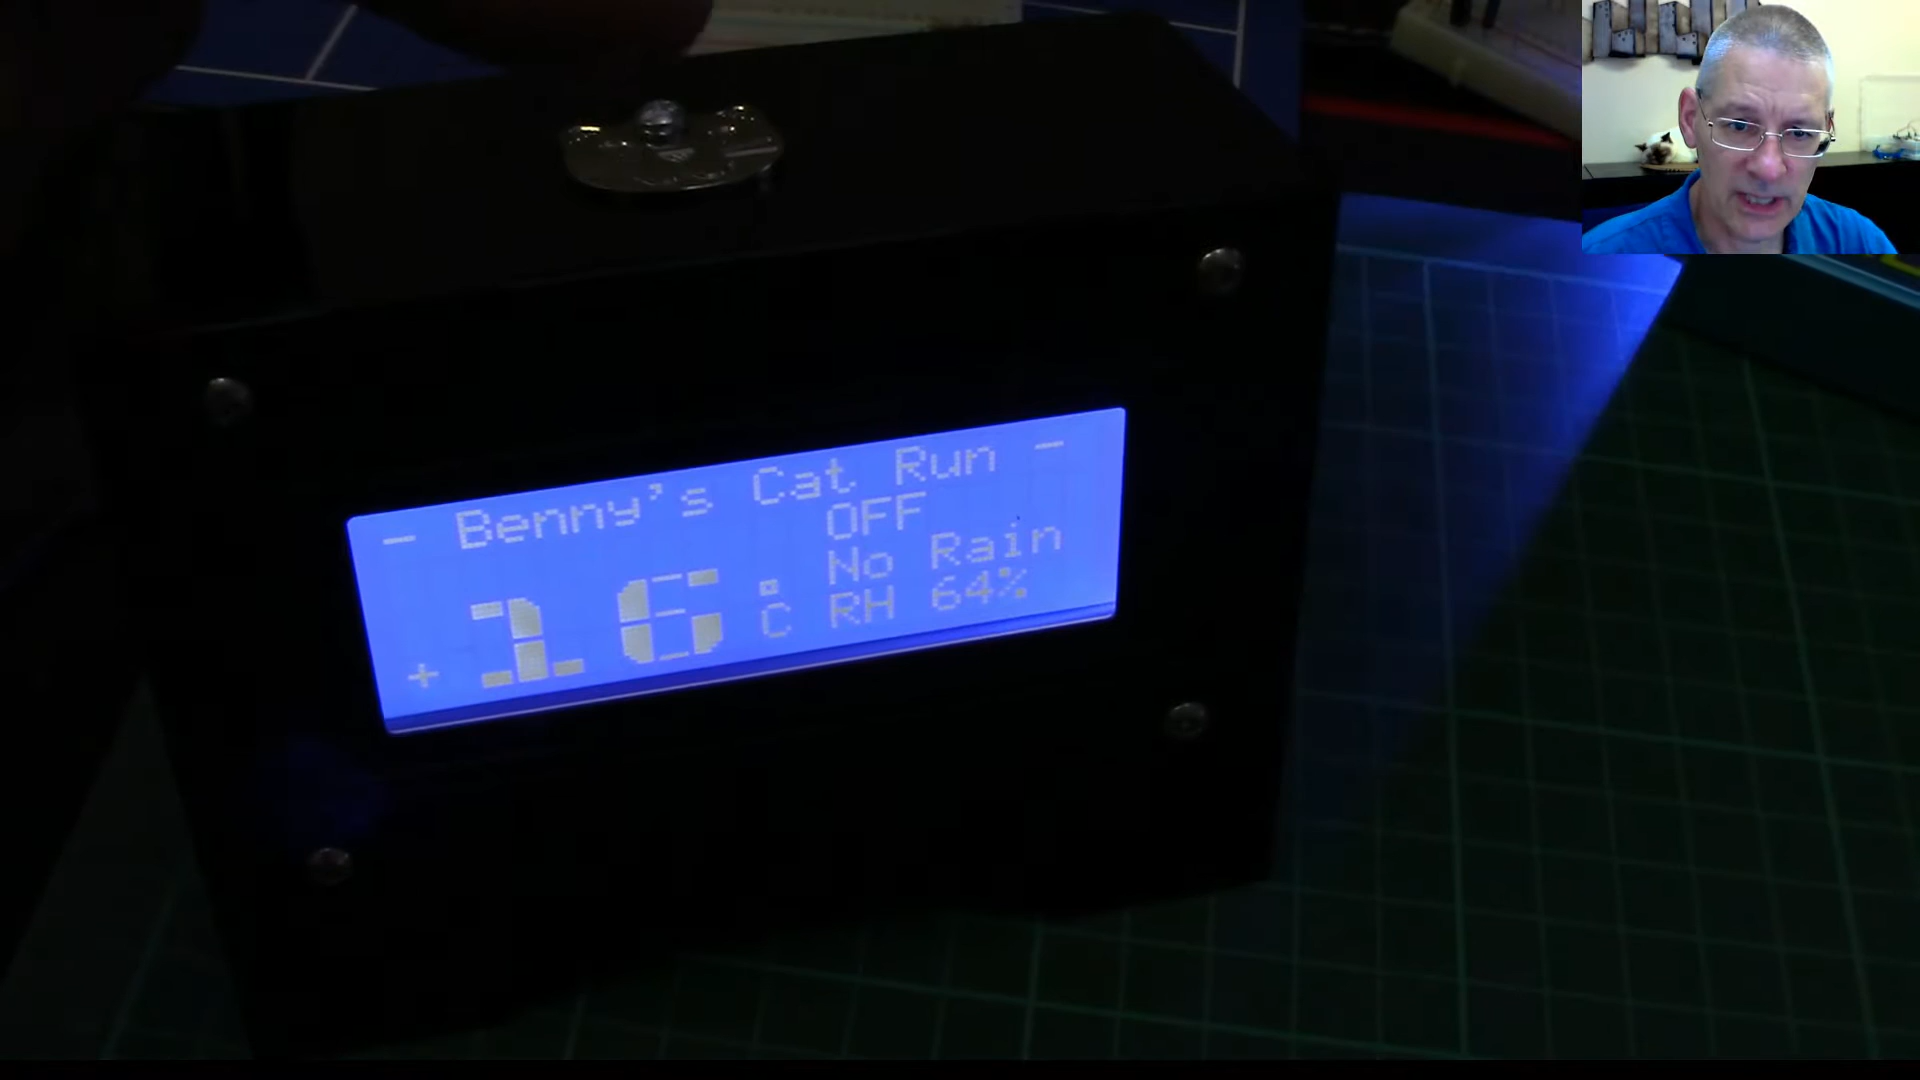 - Benny's Cat Run -
OFF
No Rain
+ 16 °C RH 64%